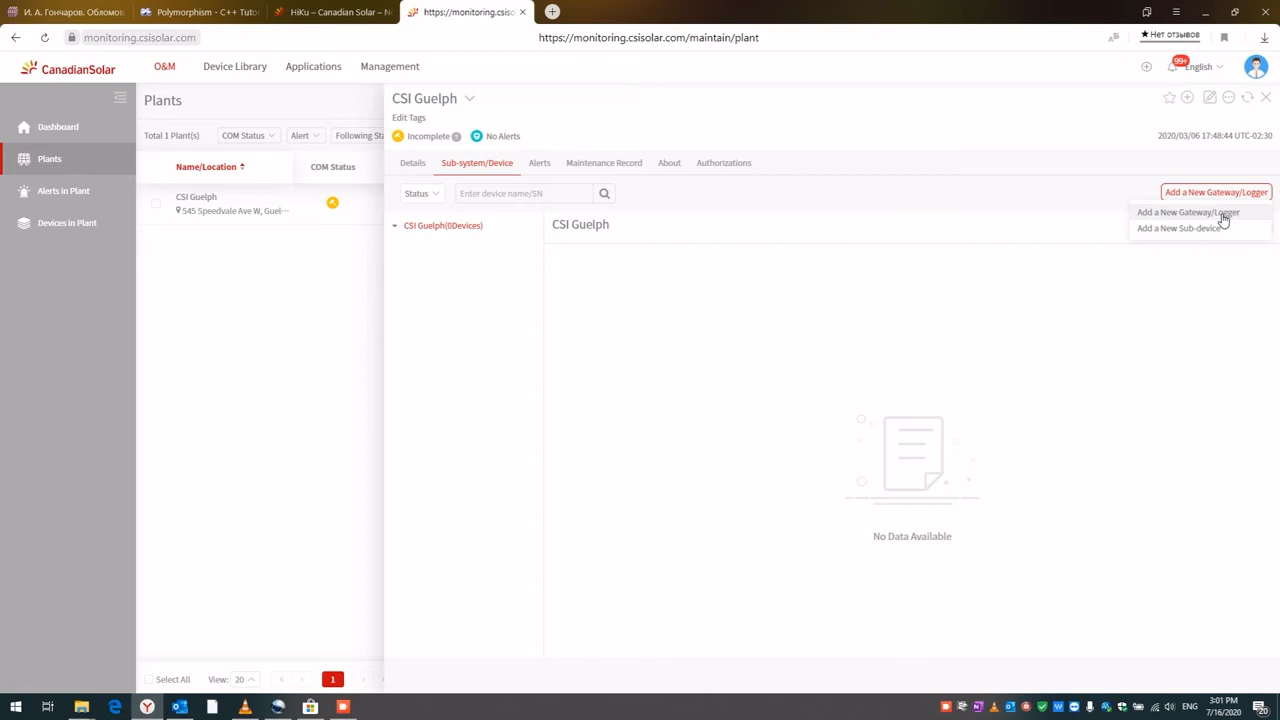 И. А. Гончаров. Обломов
Polymorphism - C++ Tuto
HiKu – Canadian Solar – No
https://monitoring.csisolar
monitoring.csisolar.com
https://monitoring.csisolar.com/maintain/plant
Нет отзывов
CanadianSolar
O&M
Device Library
Applications
Management
99+
English
Plants
CSI Guelph
Edit Tags
Dashboard
Total 1 Plant(s)
COM Status
Alert
Following Sta
Incomplete
No Alerts
2020/03/06 17:48:44 UTC-02:30
Plants
Name/Location
COM Status
Details
Sub-system/Device
Alerts
Maintenance Record
About
Authorizations
Alerts in Plant
CSI Guelph
545 Speedvale Ave W, Guel···
Status
Enter device name/SN
Add a New Gateway/Logger
Add a New Gateway/Logger
Add a New Sub-device
Devices in Plant
CSI Guelph(0Devices)
CSI Guelph
No Data Available
Select All
View:
20
1
ENG
3:01 PM
7/16/2020
20